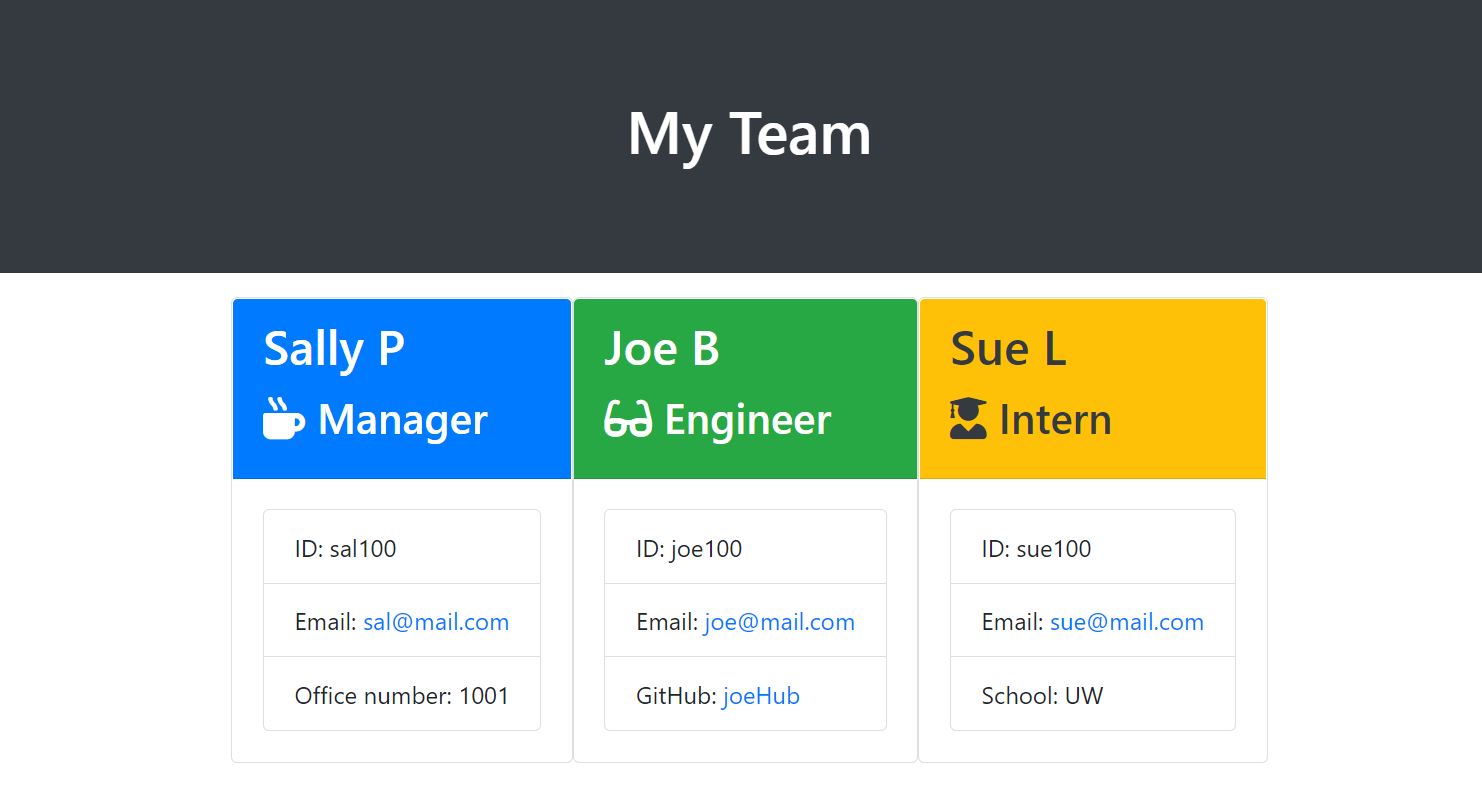 My Team
Sally P
Manager
ID: sal100
Email: sal@mail.com
Office number: 1001
Joe B
Engineer
ID: joe100
Email: joe@mail.com
GitHub: joeHub
Sue L
Intern
ID: sue100
Email: sue@mail.com
School: UW